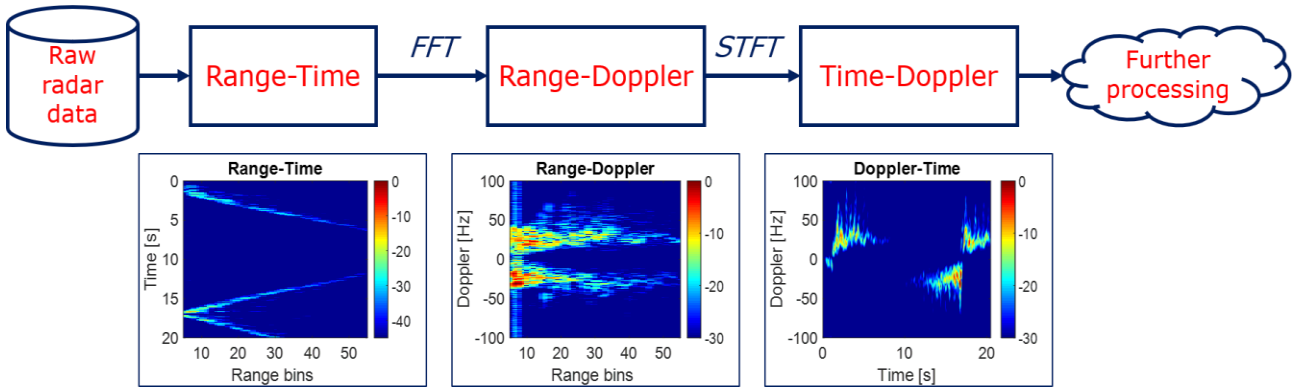 Raw
radar
data
Range-Time
FFT
Range-Doppler
STFT
Time-Doppler
Further
processing
Range-Time
0
5
10
15
20
Time [s]
10 20 30 40 50
Range bins
0
-10
-20
-30
-40
Range-Doppler
100
50
0
-50
-100
Doppler [Hz]
10 20 30 40 50
Range bins
0
-10
-20
-30
Doppler-Time
100
50
0
-50
-100
Doppler [Hz]
0 10 20
Time [s]
0
-10
-20
-30